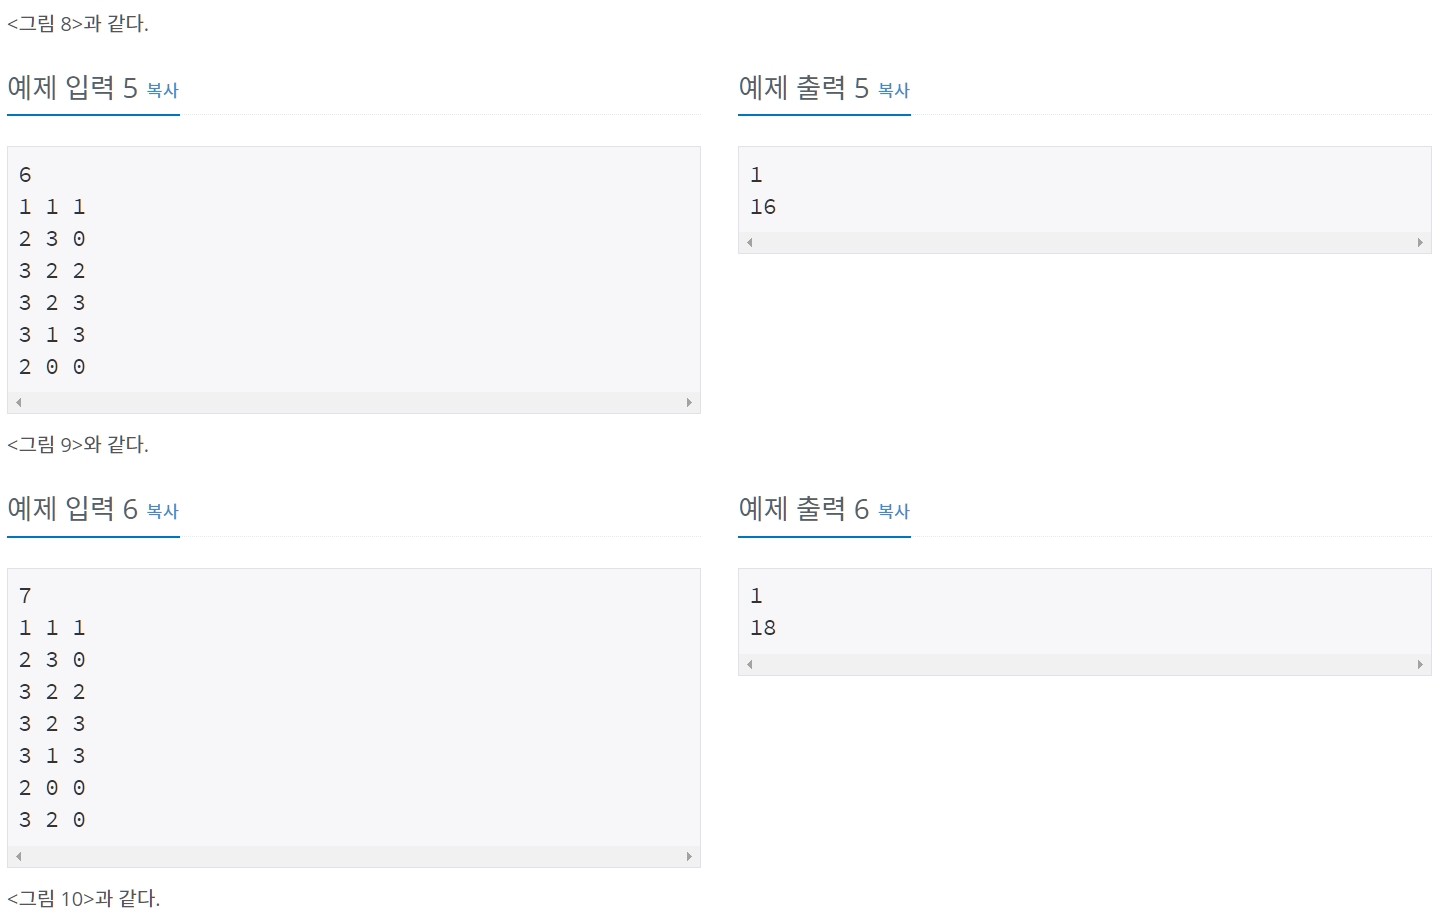 <그림 8>과 같다.
예제 입력 5 복사
예제 출력 5 복사
6
1 1 1
2 3 0
3 2 2
3 2 3
3 1 3
2 0 0
1
16
<그림 9>와 같다.
예제 입력 6 복사
예제 출력 6 복사
7
1 1 1
2 3 0
3 2 2
3 2 3
3 1 3
2 0 0
3 2 0
1
18
<그림 10>과 같다.